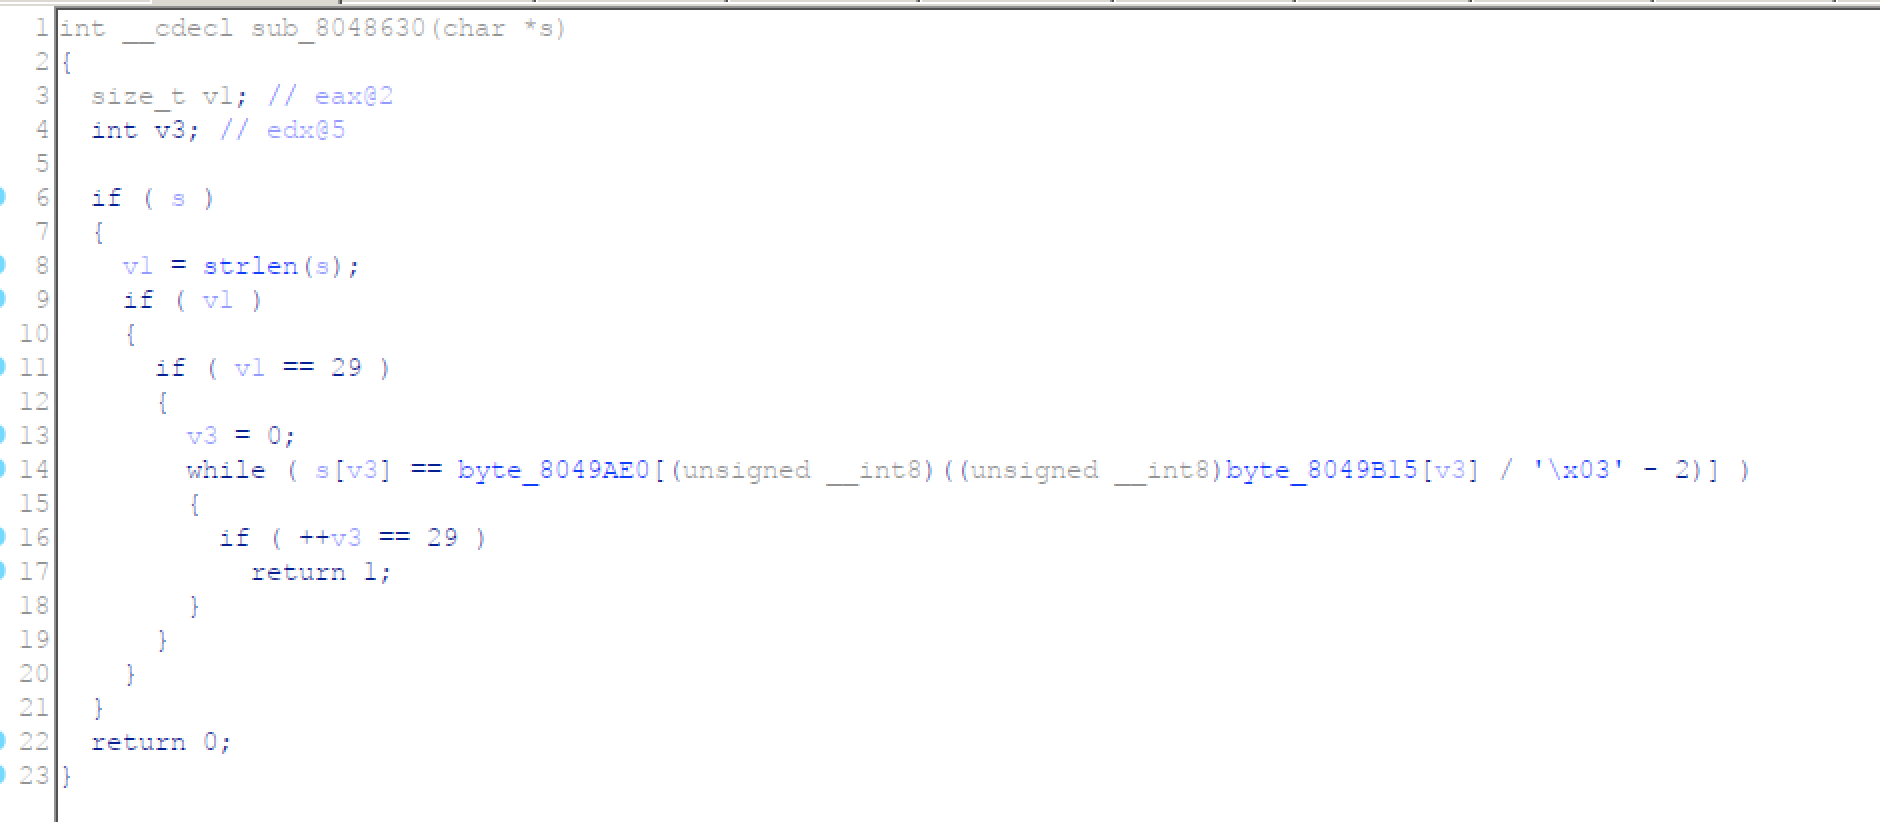 1 int __cdecl sub_8048630(char *s)
2 {
3   size_t v1; // eax@2
4   int v3; // edx@5
5
6   if ( s )
7   {
8     v1 = strlen(s);
9     if ( v1 )
10     {
11       if ( v1 == 29 )
12       {
13         v3 = 0;
14         while ( s[v3] == byte_8049AE0[(unsigned __int8)((unsigned __int8)byte_8049B15[v3] / '\x03' - 2)] )
15         {
16           if ( ++v3 == 29 )
17             return 1;
18         }
19       }
20     }
21   }
22   return 0;
23 }